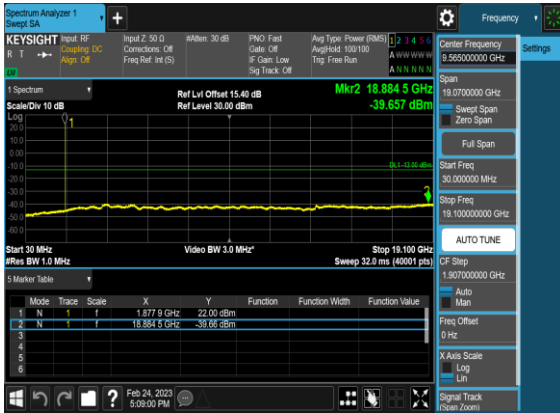 Spectrum Analyzer 1
Swept SA
+
Frequency
KEYSIGHT
Input: RF
Coupling: DC
Align: Off
Input Z: 50 Ω
Corrections: Off
Freq Ref: Int (S)
#Atten: 30 dB
PNO: Fast
Gate: Off
IF Gain: Low
Sig Track: Off
Avg Type: Power (RMS)
Avg|Hold: 100/100
Trig: Free Run
1 2 3 4 5 6
A W W W W W
A N N N N N
R T
1 Spectrum
Scale/Div 10 dB
Ref Lvl Offset 15.40 dB
Ref Level 30.00 dBm
Mkr2 18.884 5 GHz
-39.657 dBm
Log
20.0
10.0
0.00
-10.0
-20.0
-30.0
-40.0
-50.0
-60.0
1
DL1 -13.00 dBm
2
Start 30 MHz
#Res BW 1.0 MHz
Video BW 3.0 MHz*
Stop 19.100 GHz
Sweep 32.0 ms (40001 pts)
5 Marker Table
Mode Trace Scale X Y Function Function Width Function Value
1 N 1 f 1.877 9 GHz 22.00 dBm
2 N 1 f 18.884 5 GHz -39.66 dBm
3
4
5
6
Feb 24, 2023
5:09:00 PM
Settings
Center Frequency
9.565000000 GHz
Span
19.0700000 GHz
Swept Span
Zero Span
Full Span
Start Freq
30.000000 MHz
Stop Freq
19.100000000 GHz
AUTO TUNE
CF Step
1.907000000 GHz
Auto
Man
Freq Offset
0 Hz
X Axis Scale
Log
Lin
Signal Track
(Span Zoom)